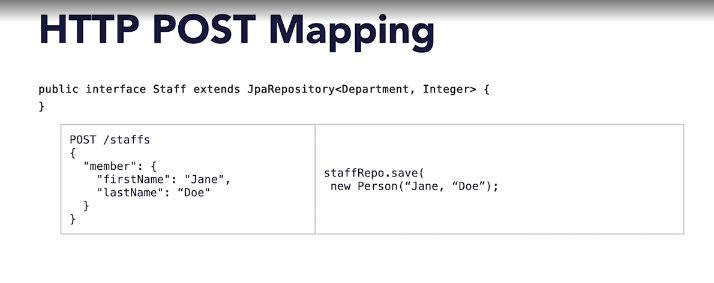 HTTP POST Mapping
public interface Staff extends JpaRepository<Department, Integer> {
}
POST /staffs
{
"member": {
"firstName": "Jane",
"lastName": “Doe"
}
}
staffRepo.save(
new Person(“Jane, “Doe”);